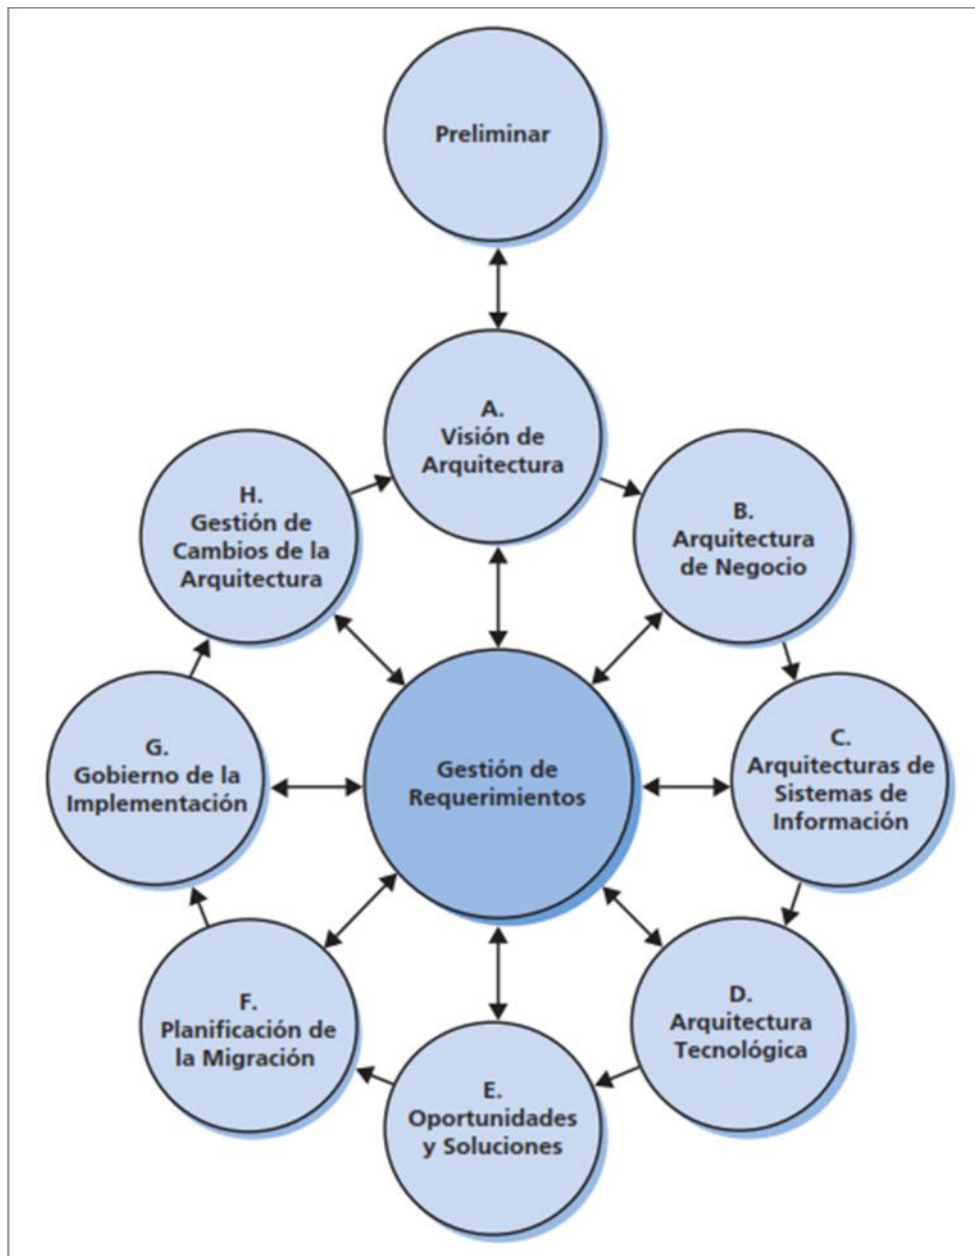 Preliminar
A.
Visión de
Arquitectura
B.
Arquitectura
de Negocio
C.
Arquitecturas de
Sistemas de
Información
D.
Arquitectura
Tecnológica
E.
Oportunidades
y Soluciones
F.
Planificación de
la Migración
G.
Gobierno de la
Implementación
H.
Gestión de
Cambios de la
Arquitectura
Gestión de
Requerimientos